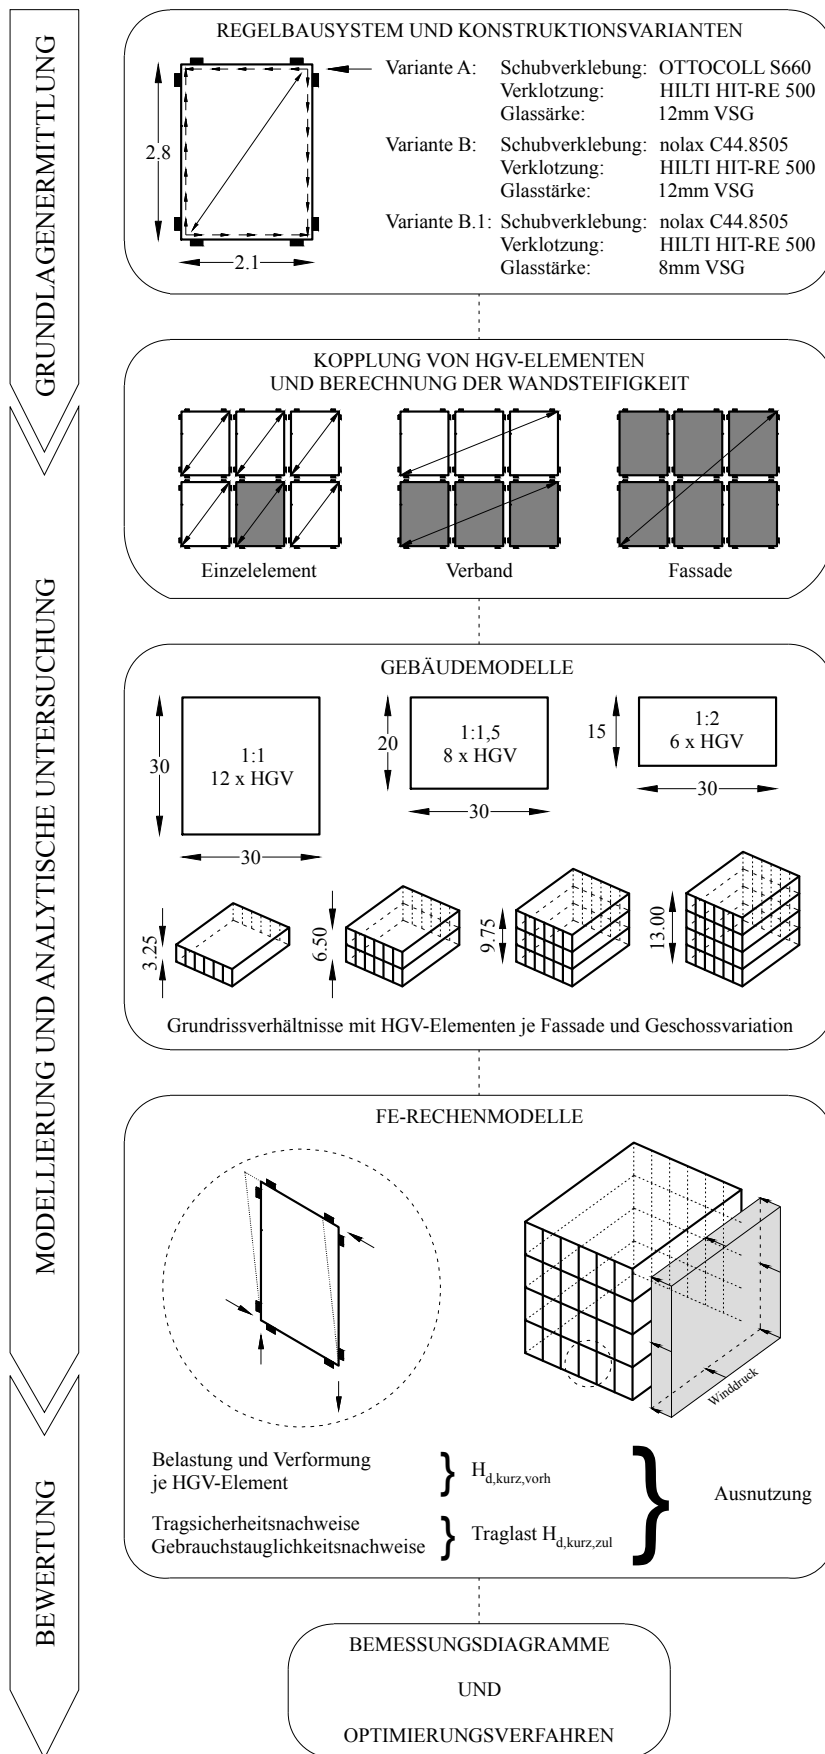 GRUNDLAGENERMITTLUNG
REGELBAUSYSTEM UND KONSTRUKTIONSVARIANTEN
2.8
2.1
Variante A: Schubverklebung: OTTOCOLL S660
Verklotzung: HILTI HIT-RE 500
Glassärke: 12mm VSG
Variante B: Schubverklebung: nolax C44.8505
Verklotzung: HILTI HIT-RE 500
Glasstärke: 12mm VSG
Variante B.1: Schubverklebung: nolax C44.8505
Verklotzung: HILTI HIT-RE 500
Glasstärke: 8mm VSG
MODELLIERUNG UND ANALYTISCHE UNTERSUCHUNG
KOPPLUNG VON HGV-ELEMENTEN
UND BERECHNUNG DER WANDSTEIFIGKEIT
Einzelelement Verband Fassade
GEBÄUDEMODELLE
30
1:1
12 x HGV
30
20
1:1,5
8 x HGV
30
15
1:2
6 x HGV
30
3.25
6.50
9.75
13.00
Grundrissverhältnisse mit HGV-Elementen je Fassade und Geschossvariation
FE-RECHENMODELLE
Winddruck
BEWERTUNG
Belastung und Verformung
je HGV-Element
} H d,kurz,vorh
Tragsicherheitsnachweise
Gebrauchstauglichkeitsnachweise
} Traglast H d,kurz,zul
} Ausnutzung
BEMESSUNGSDIAGRAMME
UND
OPTIMIERUNGSVERFAHREN